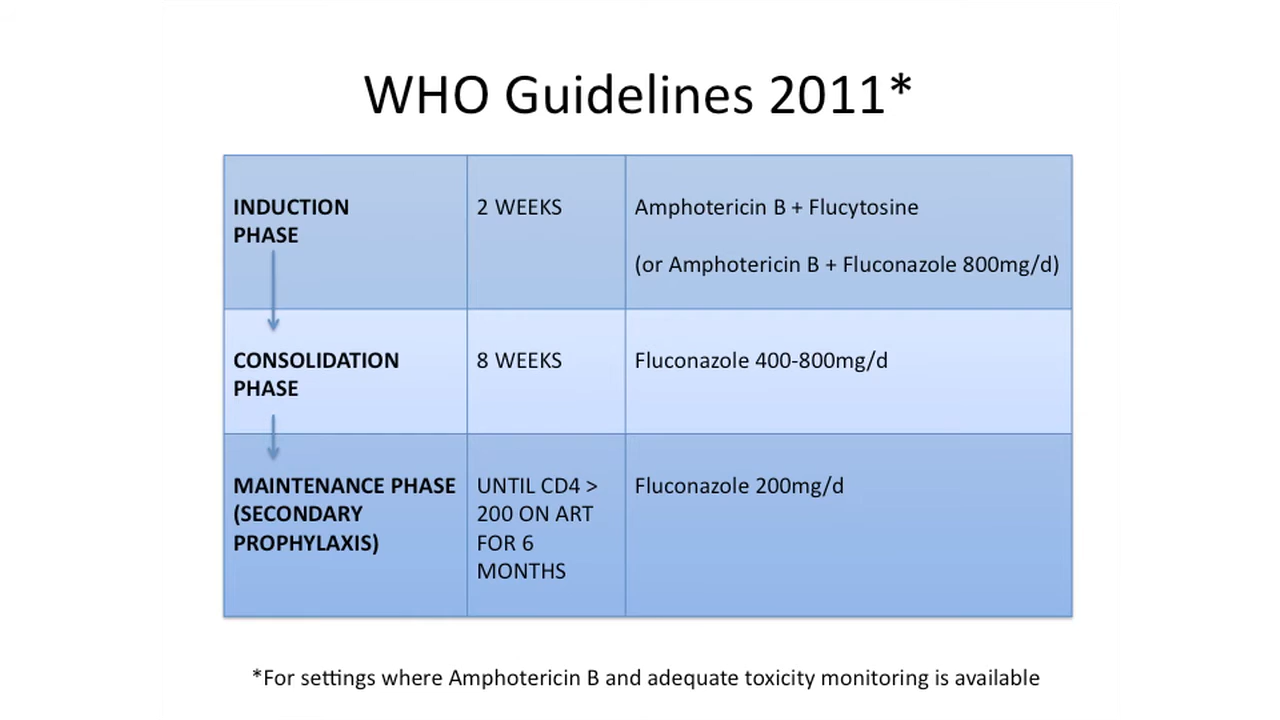 WHO Guidelines 2011*
INDUCTION
PHASE
2 WEEKS
Amphotericin B + Flucytosine
(or Amphotericin B + Fluconazole 800mg/d)
CONSOLIDATION
PHASE
8 WEEKS
Fluconazole 400-800mg/d
MAINTENANCE PHASE
(SECONDARY
PROPHYLAXIS)
UNTIL CD4 >
200 ON ART
FOR 6
MONTHS
Fluconazole 200mg/d
*For settings where Amphotericin B and adequate toxicity monitoring is available